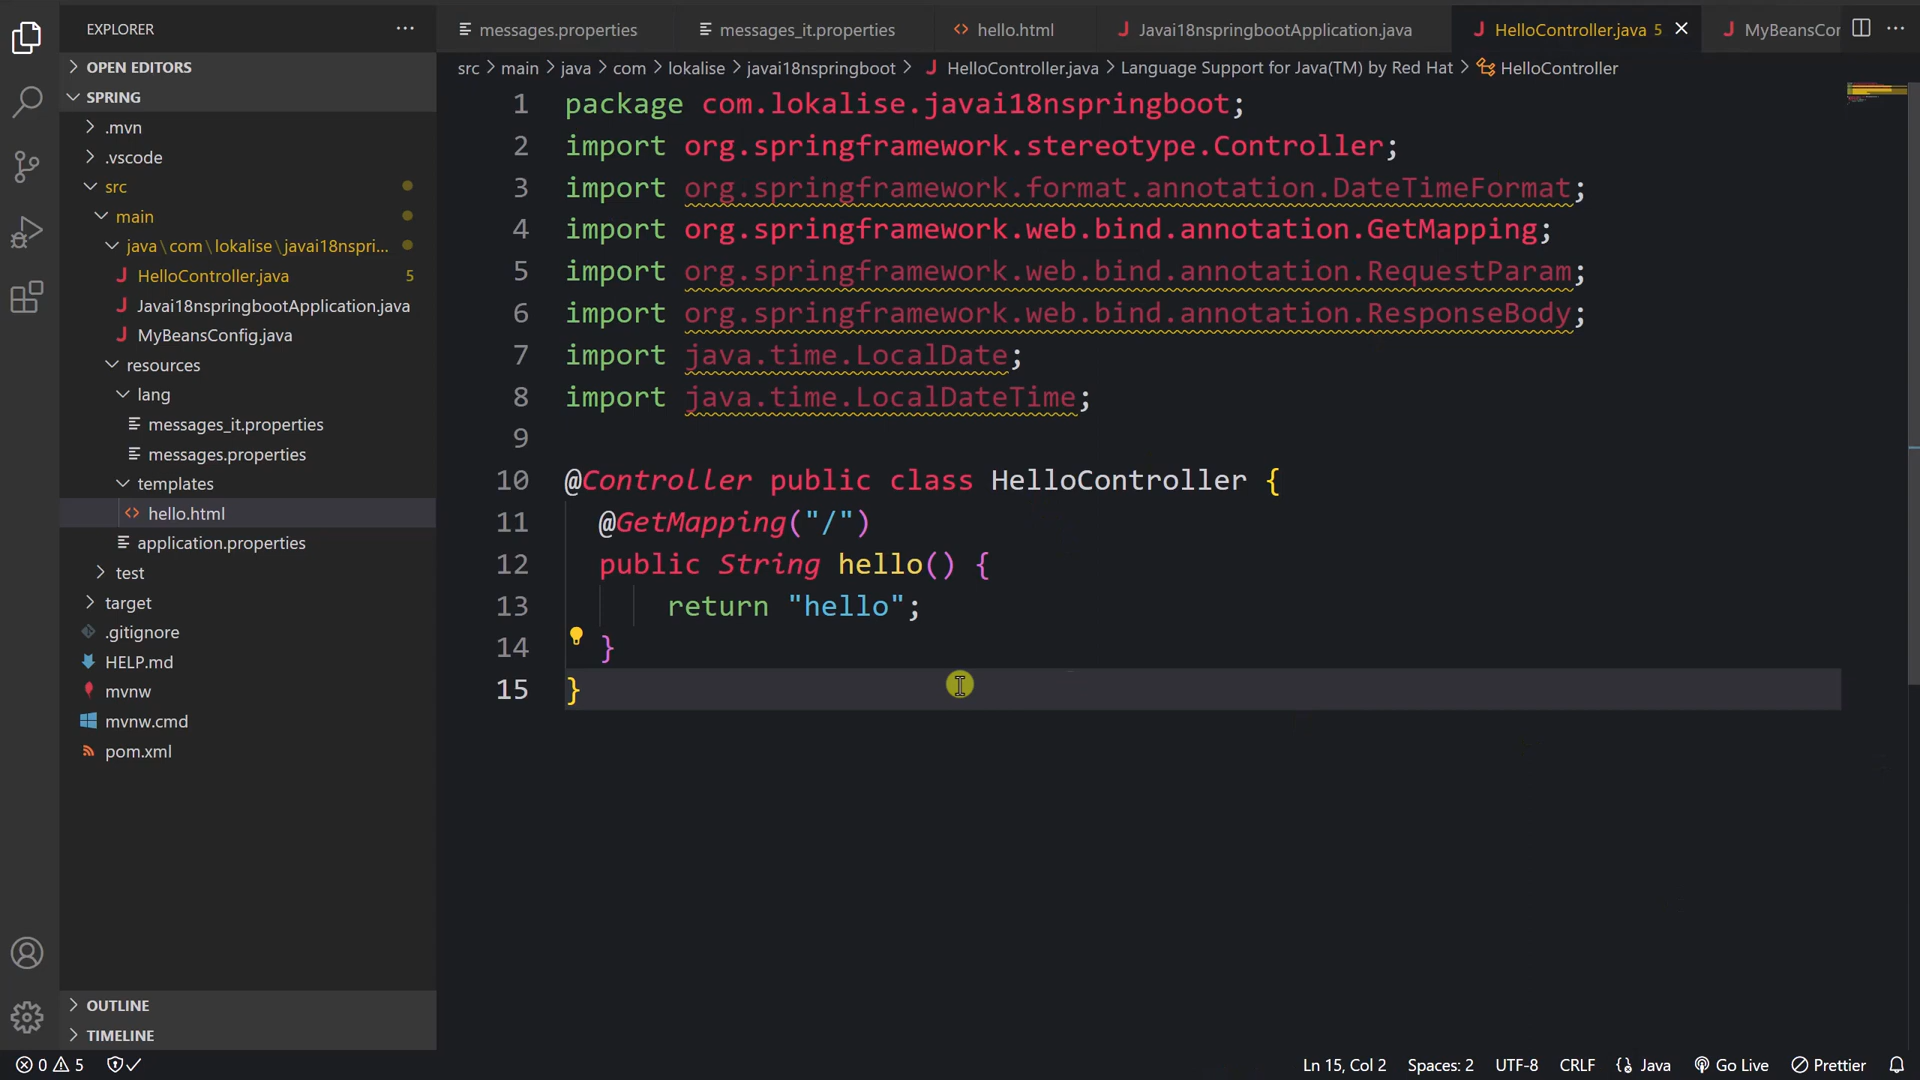 EXPLORER
OPEN EDITORS
SPRING
.mvn
.vscode
src
main
java\com\lokalise\javai18nspri...
HelloController.java 5
Javai18nspringbootApplication.java
MyBeansConfig.java
resources
lang
messages_it.properties
messages.properties
templates
hello.html
application.properties
test
target
.gitignore
HELP.md
mvnw
mvnw.cmd
pom.xml
OUTLINE
TIMELINE
messages.properties messages_it.properties hello.html Javai18nspringbootApplication.java HelloController.java 5 MyBeansCor
src > main > java > com > lokalise > javai18nspringboot > HelloController.java > Language Support for Java(TM) by Red Hat > HelloController
1 package com.lokalise.javai18nspringboot;
2 import org.springframework.stereotype.Controller;
3 import org.springframework.format.annotation.DateTimeFormat;
4 import org.springframework.web.bind.annotation.GetMapping;
5 import org.springframework.web.bind.annotation.RequestParam;
6 import org.springframework.web.bind.annotation.ResponseBody;
7 import java.time.LocalDate;
8 import java.time.LocalDateTime;
9
10 @Controller public class HelloController {
11 @GetMapping("/")
12 public String hello() {
13 return "hello";
14 }
15 }
0 5 Ln 15, Col 2 Spaces: 2 UTF-8 CRLF {} Java Go Live Prettier